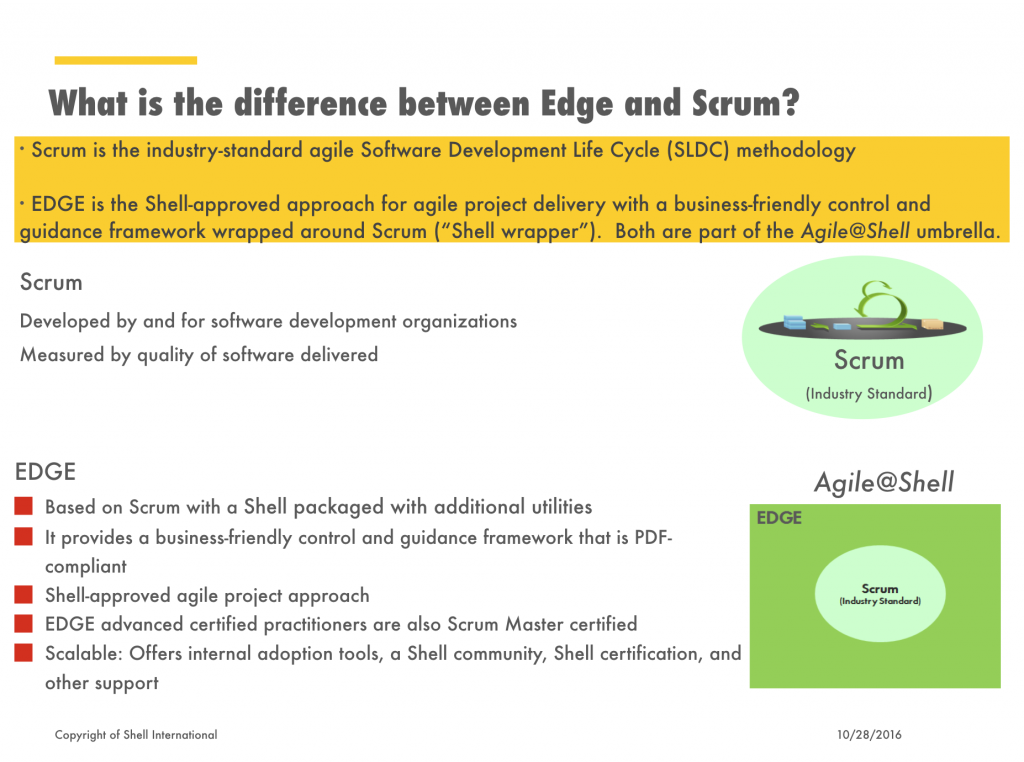 What is the difference between Edge and Scrum?
· Scrum is the industry-standard agile Software Development Life Cycle (SLDC) methodology
· EDGE is the Shell-approved approach for agile project delivery with a business-friendly control and
guidance framework wrapped around Scrum (“Shell wrapper”).  Both are part of the Agile@Shell umbrella.
Scrum
Developed by and for software development organizations
Measured by quality of software delivered
Scrum
(Industry Standard)
EDGE
Based on Scrum with a Shell packaged with additional utilities
It provides a business-friendly control and guidance framework that is PDF-
compliant
Shell-approved agile project approach
EDGE advanced certified practitioners are also Scrum Master certified
Scalable: Offers internal adoption tools, a Shell community, Shell certification, and
other support
Agile@Shell
EDGE
Scrum
(Industry Standard)
Copyright of Shell International
10/28/2016